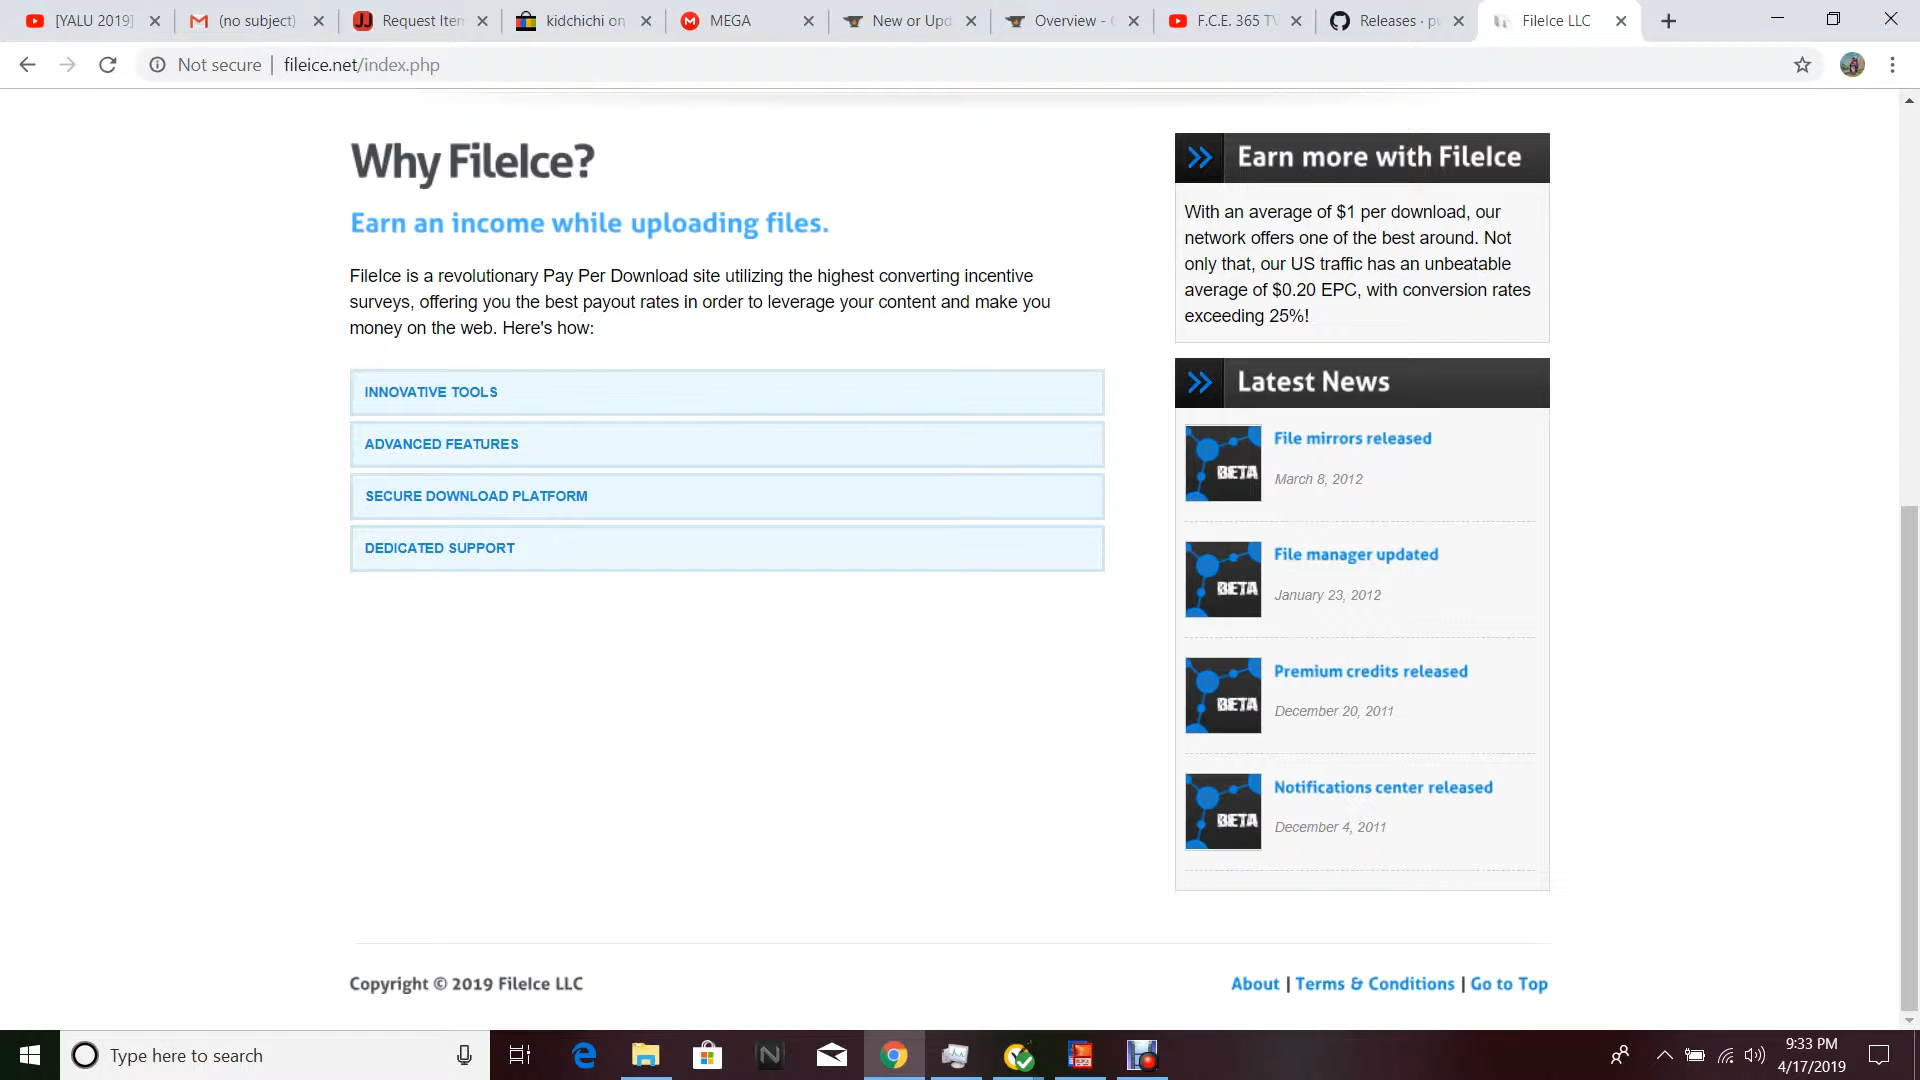 [YALU 2019]
(no subject)
Request Iten
kidchichi on
MEGA
New or Upd
Overview -
F.C.E. 365 TV
Releases · p
FileIce LLC
Not secure | fileice.net/index.php
Why FileIce?
Earn an income while uploading files.
FileIce is a revolutionary Pay Per Download site utilizing the highest converting incentive
surveys, offering you the best payout rates in order to leverage your content and make you
money on the web. Here's how:
INNOVATIVE TOOLS
ADVANCED FEATURES
SECURE DOWNLOAD PLATFORM
DEDICATED SUPPORT
Earn more with FileIce
With an average of $1 per download, our
network offers one of the best around. Not
only that, our US traffic has an unbeatable
average of $0.20 EPC, with conversion rates
exceeding 25%!
Latest News
BETA
File mirrors released
March 8, 2012
BETA
File manager updated
January 23, 2012
BETA
Premium credits released
December 20, 2011
BETA
Notifications center released
December 4, 2011
Copyright © 2019 FileIce LLC
About | Terms & Conditions | Go to Top
Type here to search
9:33 PM
4/17/2019